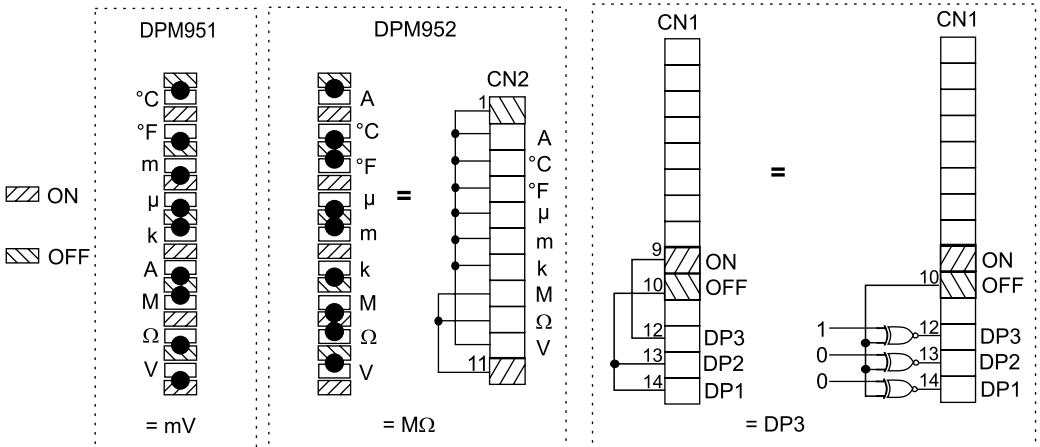 DPM951
°C
°F
m
µ
k
A
M
Ω
V
= mV
ON
OFF
DPM952
A
°C
°F
µ
m
k
M
Ω
V
=
CN2
1
A
°C
°F
µ
m
k
M
Ω
V
11
= MΩ
CN1
9 ON
10 OFF
12 DP3
13 DP2
14 DP1
=
CN1
ON
10 OFF
1 12 DP3
0 13 DP2
0 14 DP1
= DP3